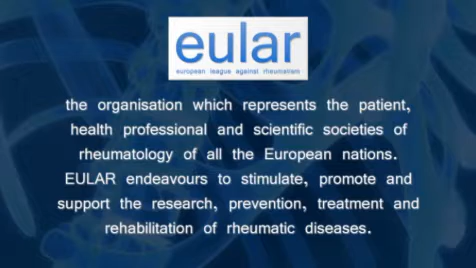 eular
european league against rheumatism
the organisation which represents the patient,
health professional and scientific societies of
rheumatology of all the European nations.
EULAR endeavours to stimulate, promote and
support the research, prevention, treatment and
rehabilitation of rheumatic diseases.